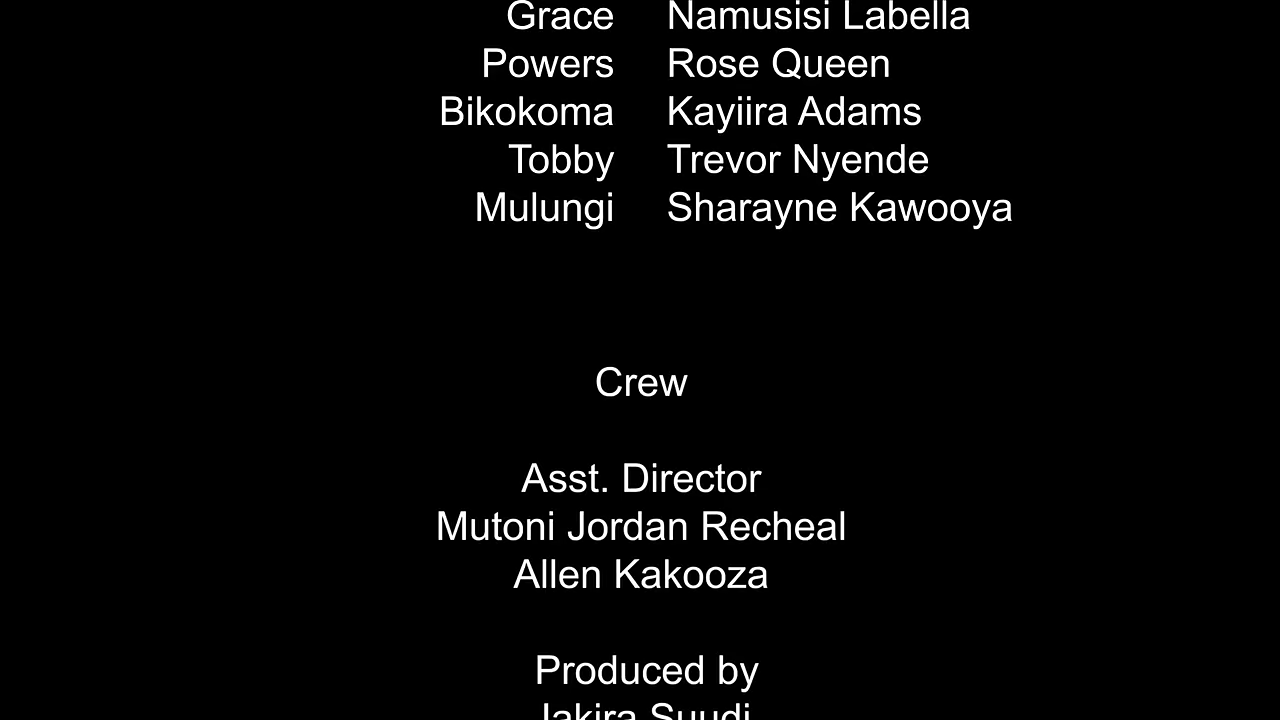 Grace Namusisi Labella
Powers Rose Queen
Bikokoma Kayiira Adams
Tobby Trevor Nyende
Mulungi Sharayne Kawooya
Crew
Asst. Director
Mutoni Jordan Recheal
Allen Kakooza
Produced by